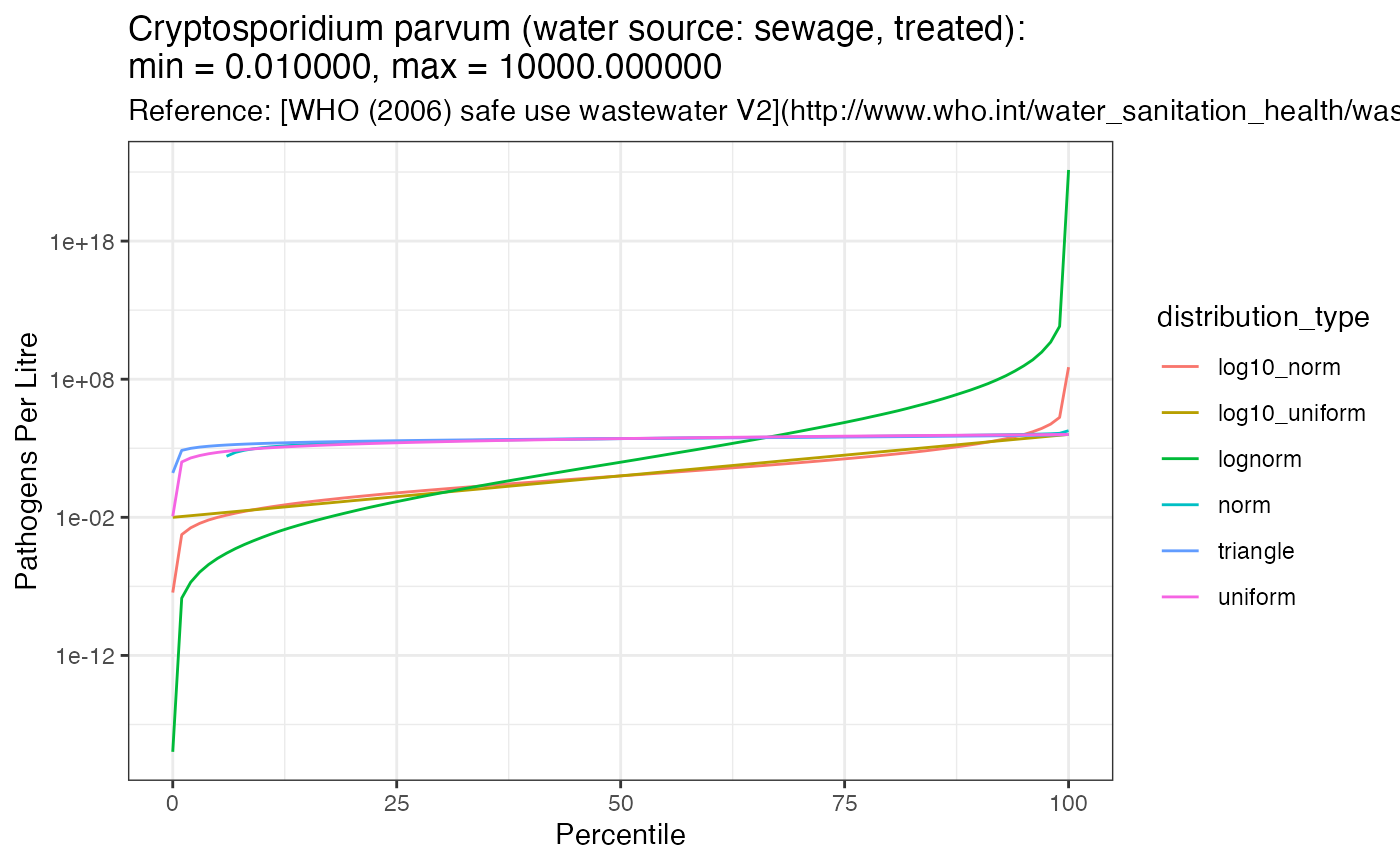 Cryptosporidium parvum (water source: sewage, treated):
min = 0.010000, max = 10000.000000
Reference: [WHO (2006) safe use wastewater V2](http://www.who.int/water_sanitation_health/was
Pathogens Per Litre
1e+18
1e+08
1e-02
1e-12
0
25
50
75
100
Percentile
distribution_type
log10_norm
log10_uniform
lognorm
norm
triangle
uniform